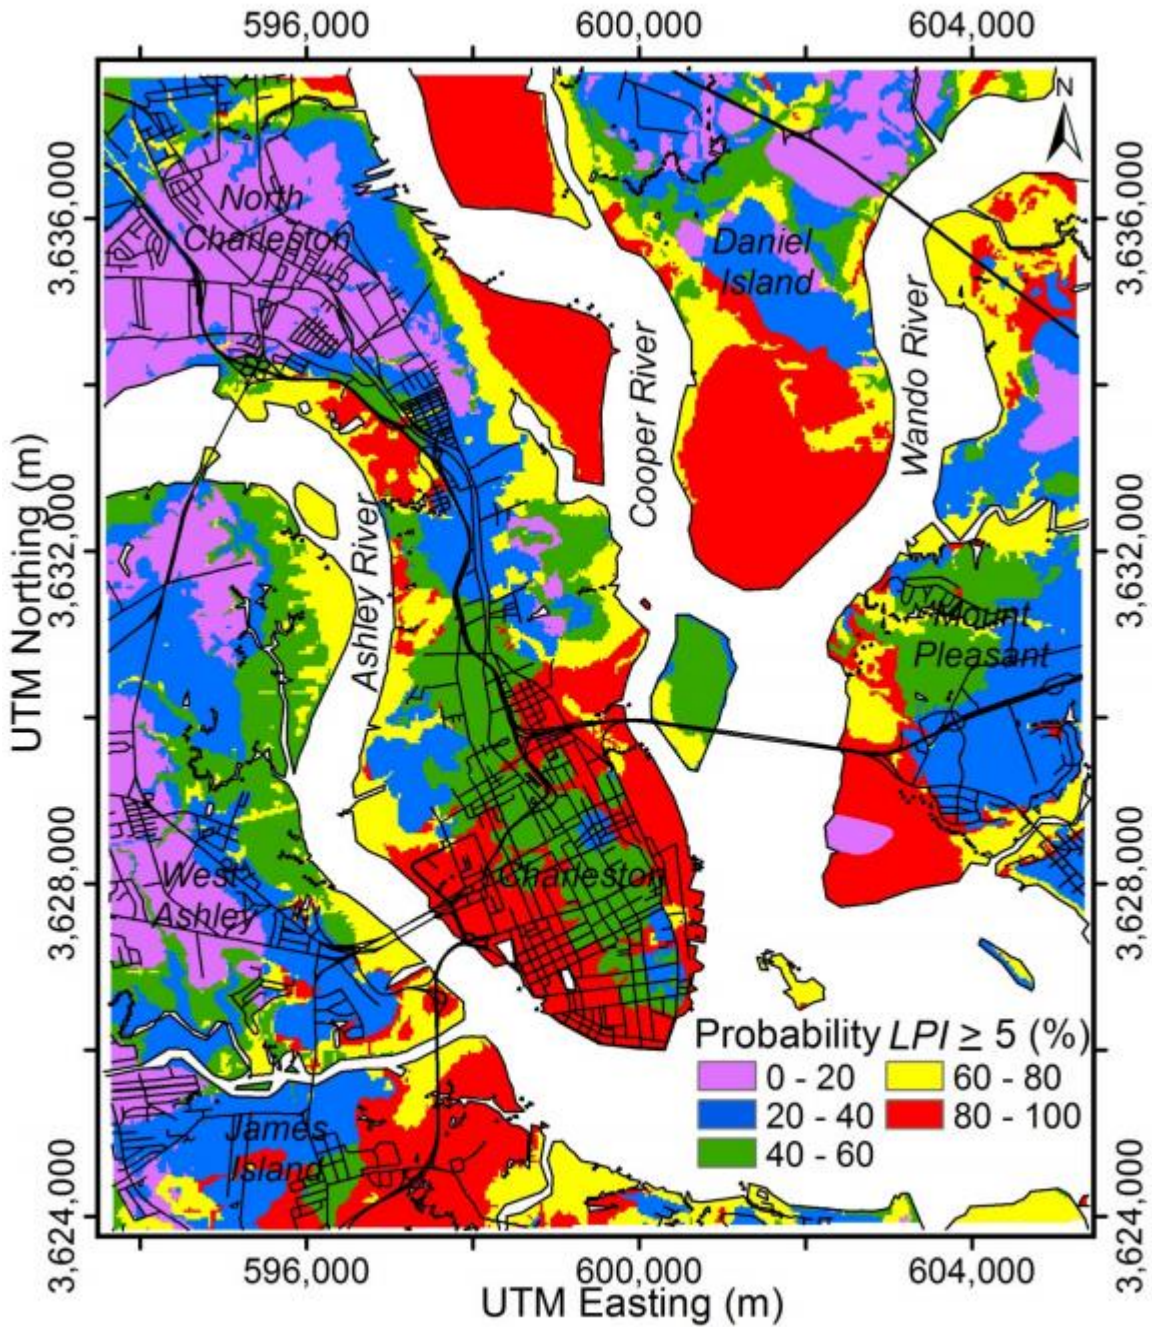 596,000 600,000 604,000
N
3,636,000
3,632,000
3,628,000
3,624,000
UTM Northing (m)
North
Charleston
Daniel
Island
Cooper River
Wando River
Ashley River
Mount
Pleasant
West
Ashley
Charleston
James
Island
Probability LPI ≥ 5 (%)
0 - 20
60 - 80
20 - 40
80 - 100
40 - 60
3,636,000
3,632,000
3,628,000
3,624,000
596,000 600,000 604,000
UTM Easting (m)